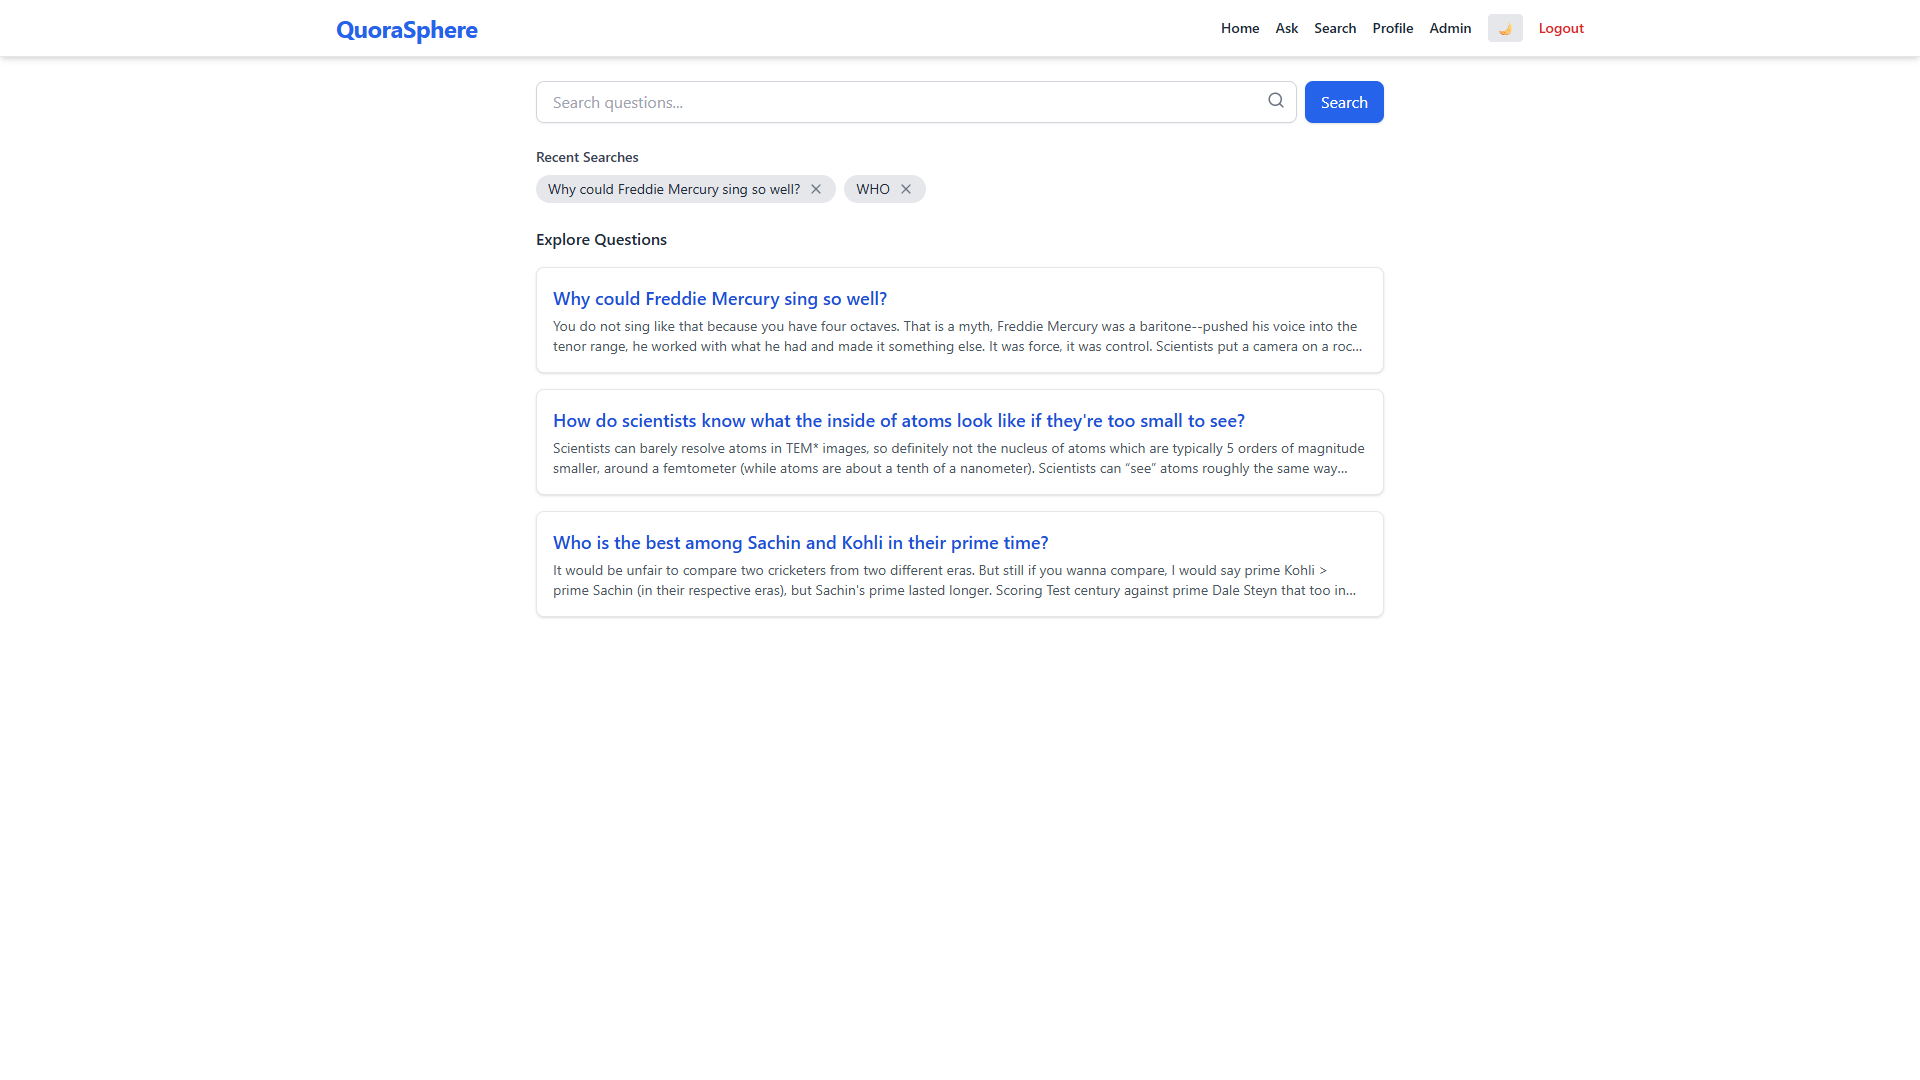 QuoraSphere
Home Ask Search Profile Admin Logout
Search questions...
Search
Recent Searches
Why could Freddie Mercury sing so well?
WHO
Explore Questions
Why could Freddie Mercury sing so well?
You do not sing like that because you have four octaves. That is a myth, Freddie Mercury was a baritone--pushed his voice into the
tenor range, he worked with what he had and made it something else. It was force, it was control. Scientists put a camera on a roc...
How do scientists know what the inside of atoms look like if they're too small to see?
Scientists can barely resolve atoms in TEM* images, so definitely not the nucleus of atoms which are typically 5 orders of magnitude
smaller, around a femtometer (while atoms are about a tenth of a nanometer). Scientists can “see” atoms roughly the same way...
Who is the best among Sachin and Kohli in their prime time?
It would be unfair to compare two cricketers from two different eras. But still if you wanna compare, I would say prime Kohli >
prime Sachin (in their respective eras), but Sachin's prime lasted longer. Scoring Test century against prime Dale Steyn that too in...